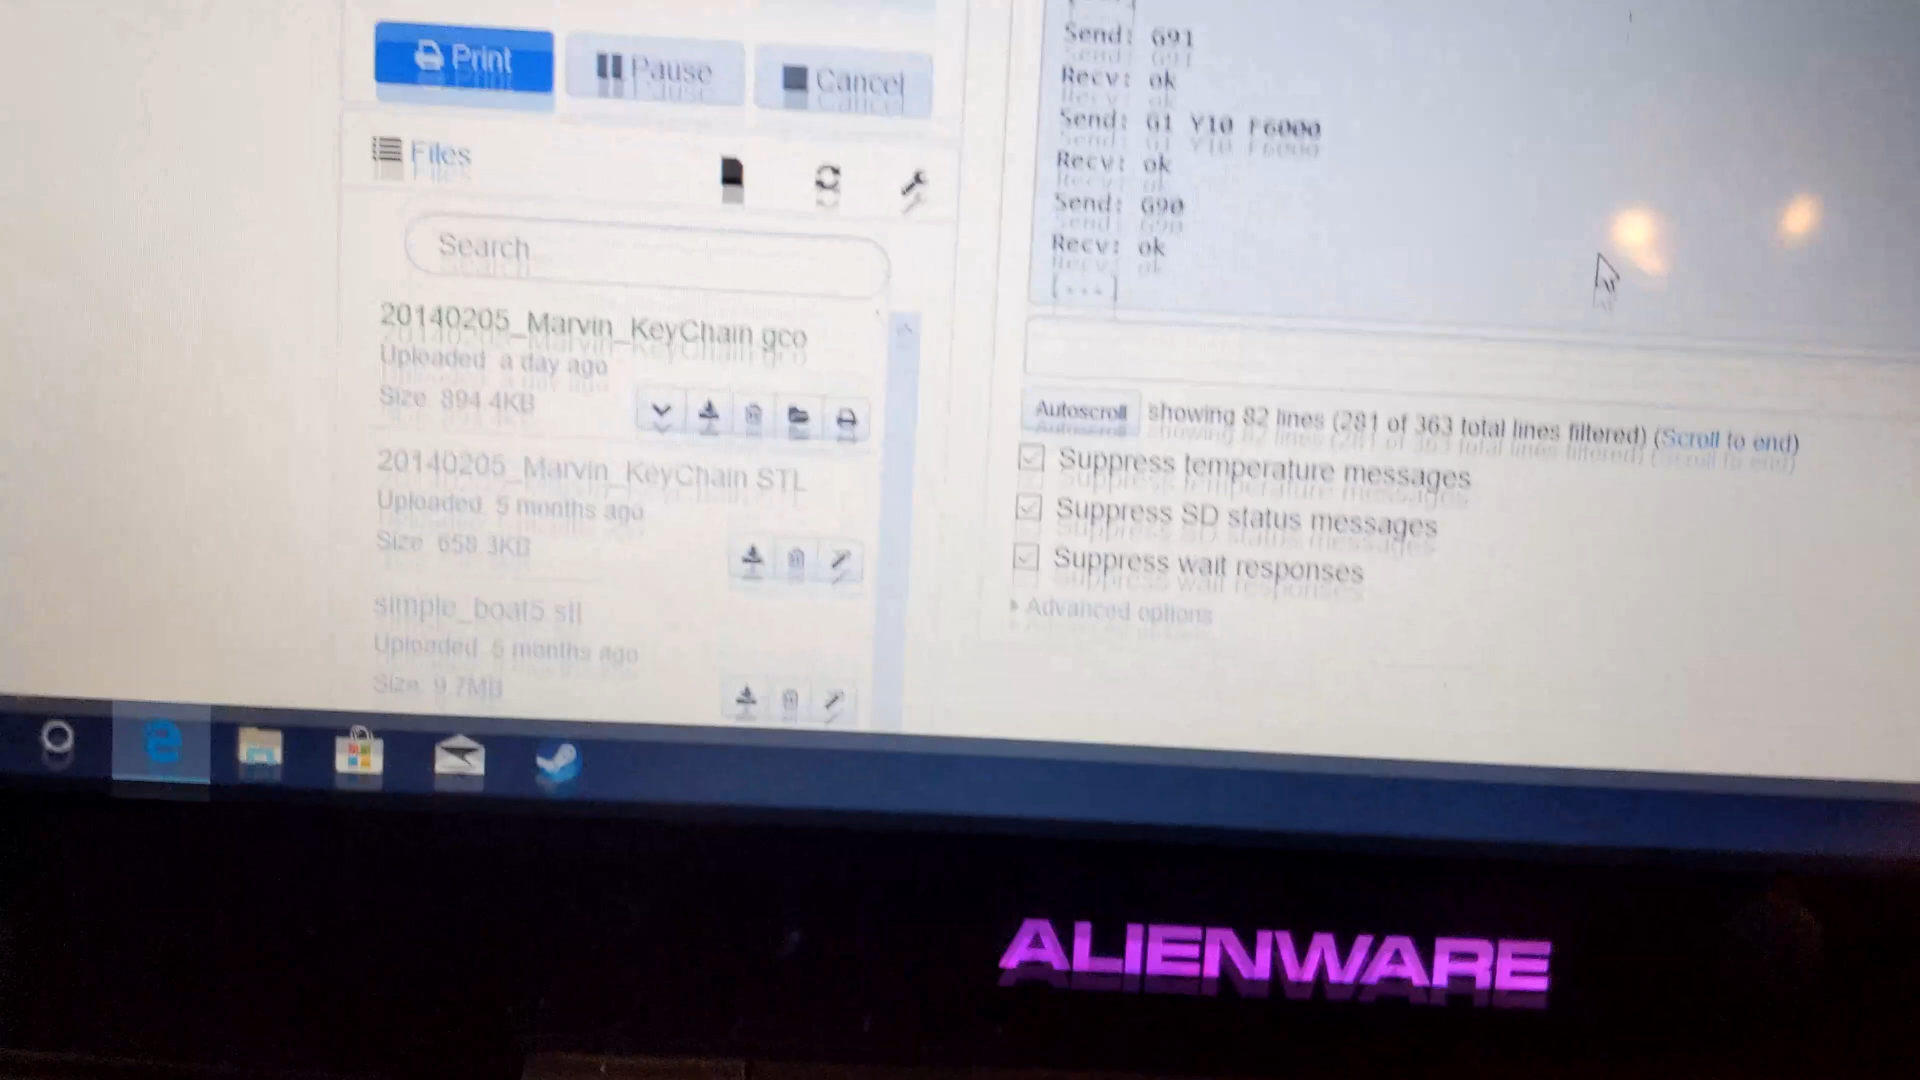 Print
Pause
Cancel
Files
Search
20140205_Marvin_KeyChain.gco
Uploaded a day ago
Size 894.4KB
20140205_Marvin_KeyChain.STL
Uploaded 5 months ago
Size 658.3KB
simple_boat5.stl
Uploaded 5 months ago
Size 9.7MB
Send: G91
Recv: ok
Send: G1 Y10 F6000
Recv: ok
Send: G90
Recv: ok
[...]
Autoscroll showing 82 lines (281 of 363 total lines filtered) (Scroll to end)
Suppress temperature messages
Suppress SD status messages
Suppress wait responses
Advanced options
ALIENWARE